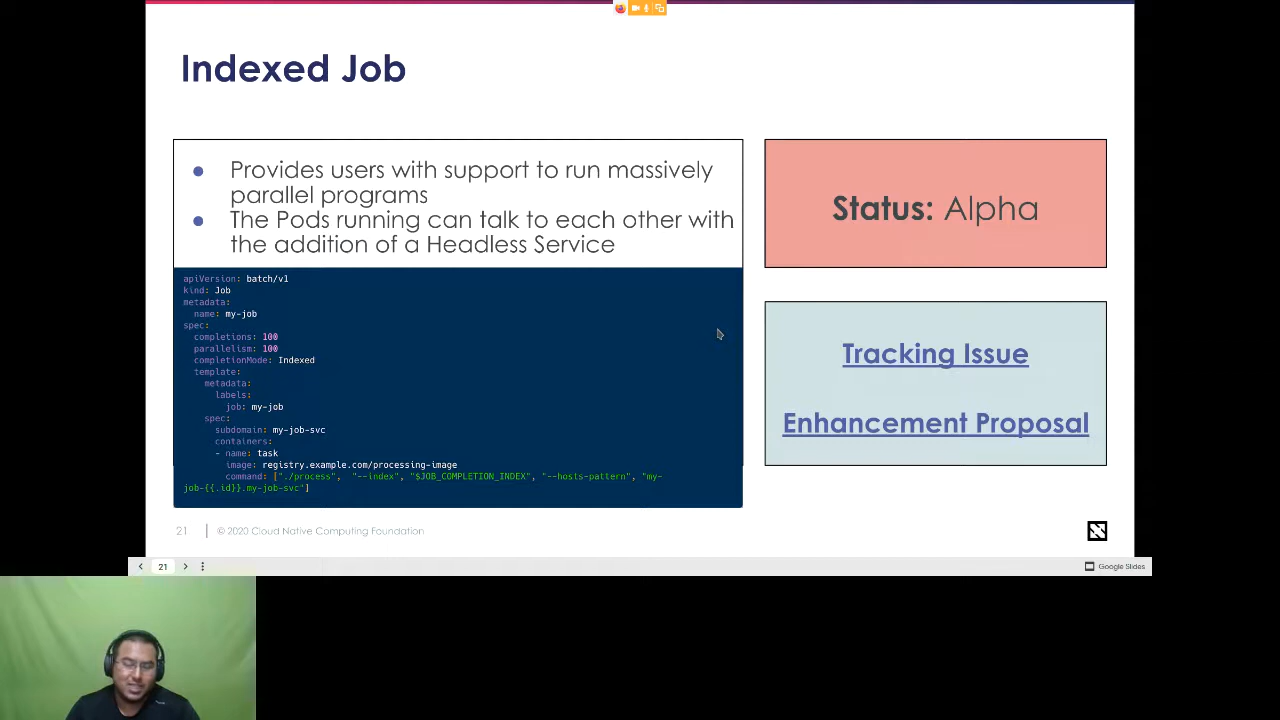 Indexed Job
● Provides users with support to run massively
parallel programs
● The Pods running can talk to each other with
the addition of a Headless Service
apiVersion: batch/v1
kind: Job
metadata:
  name: my-job
spec:
  completions: 100
  parallelism: 100
  completionMode: Indexed
  template:
    metadata:
      labels:
        job: my-job
    spec:
      subdomain: my-job-svc
      containers:
      - name: task
        image: registry.example.com/processing-image
        command: ["./process",  "--index", "$JOB_COMPLETION_INDEX", "--hosts-pattern", "my-
job-{{.id}}.my-job-svc"]
Status: Alpha
Tracking Issue
Enhancement Proposal
21 | © 2020 Cloud Native Computing Foundation
21
Google Slides